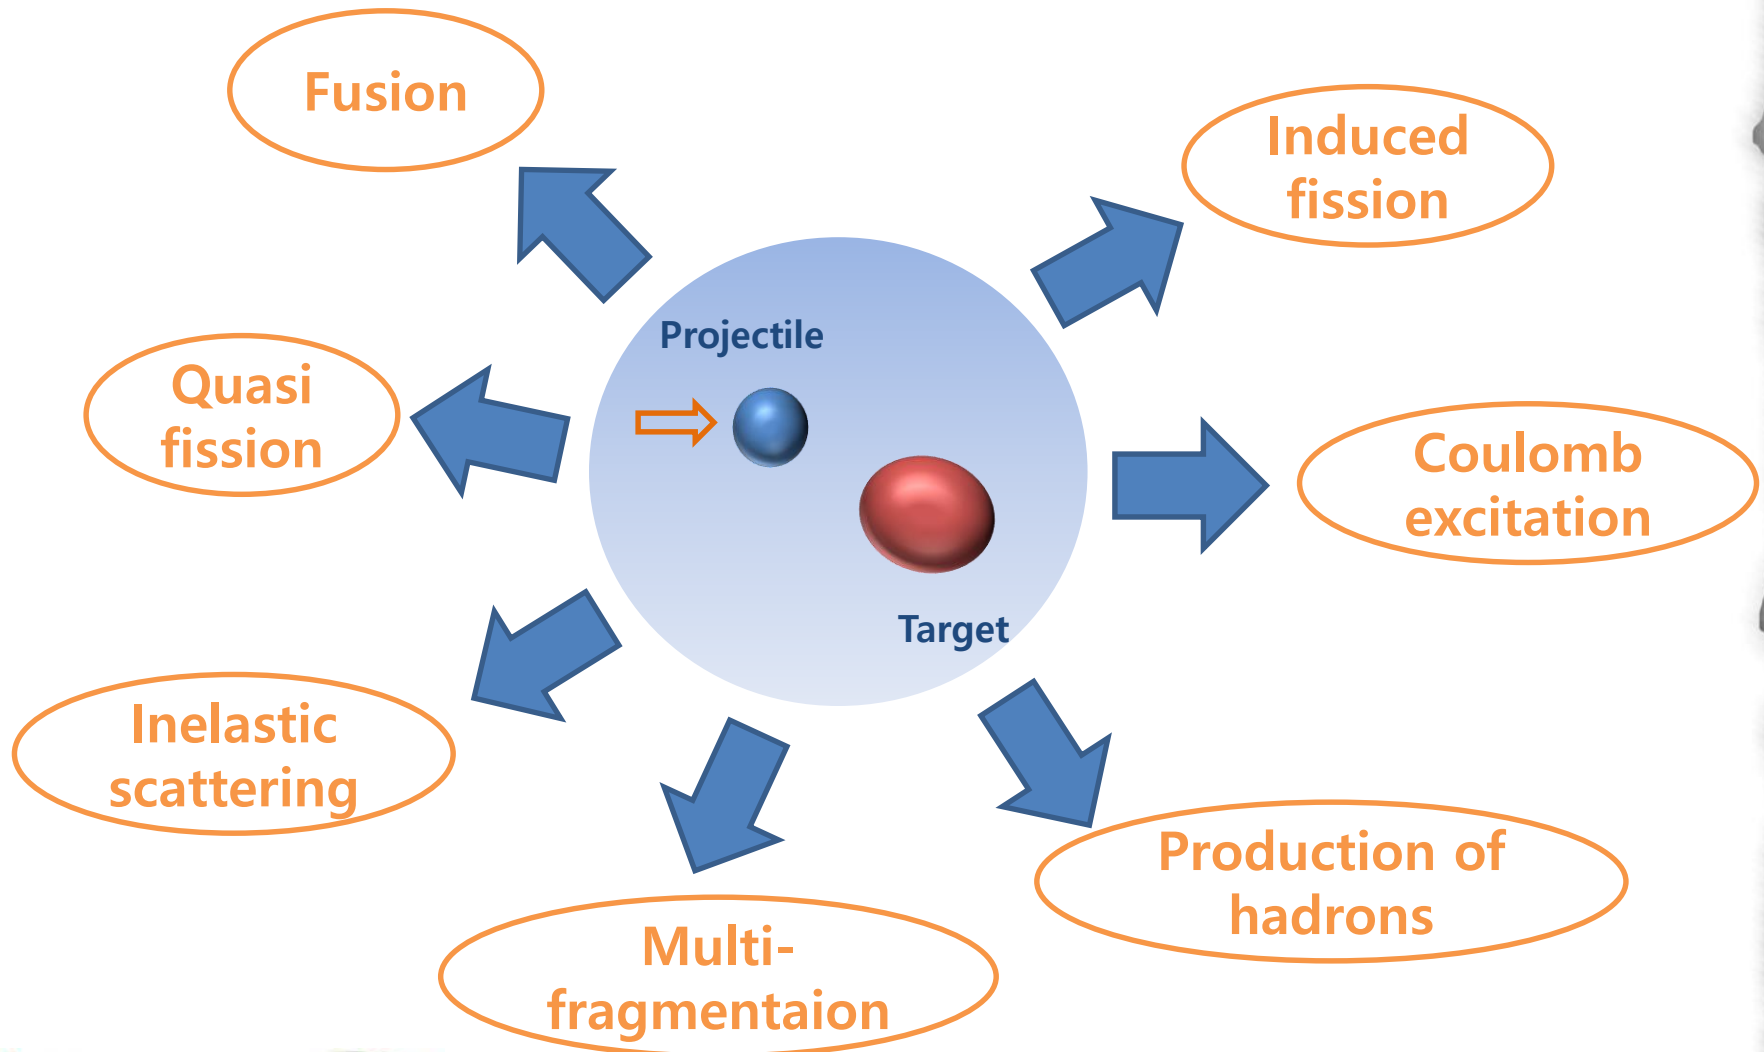 Fusion
Induced
fission
Projectile
Quasi
fission
Coulomb
excitation
Target
Inelastic
scattering
Production of
hadrons
Multi-
fragmentaion